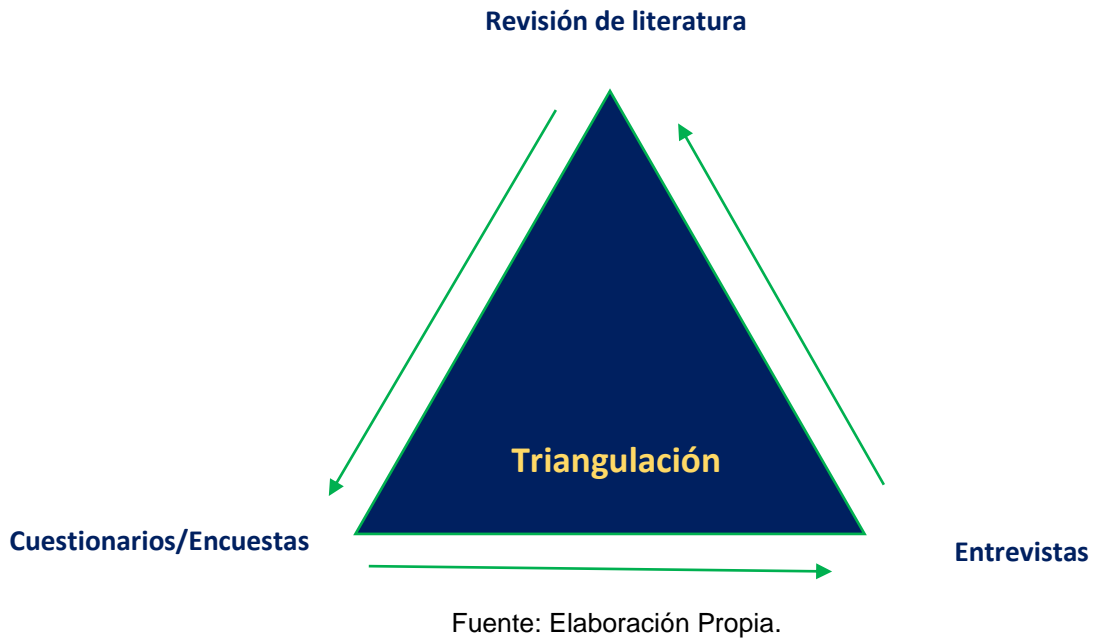 Revisión de literatura
Triangulación
Cuestionarios/Encuestas
Entrevistas
Fuente: Elaboración Propia.